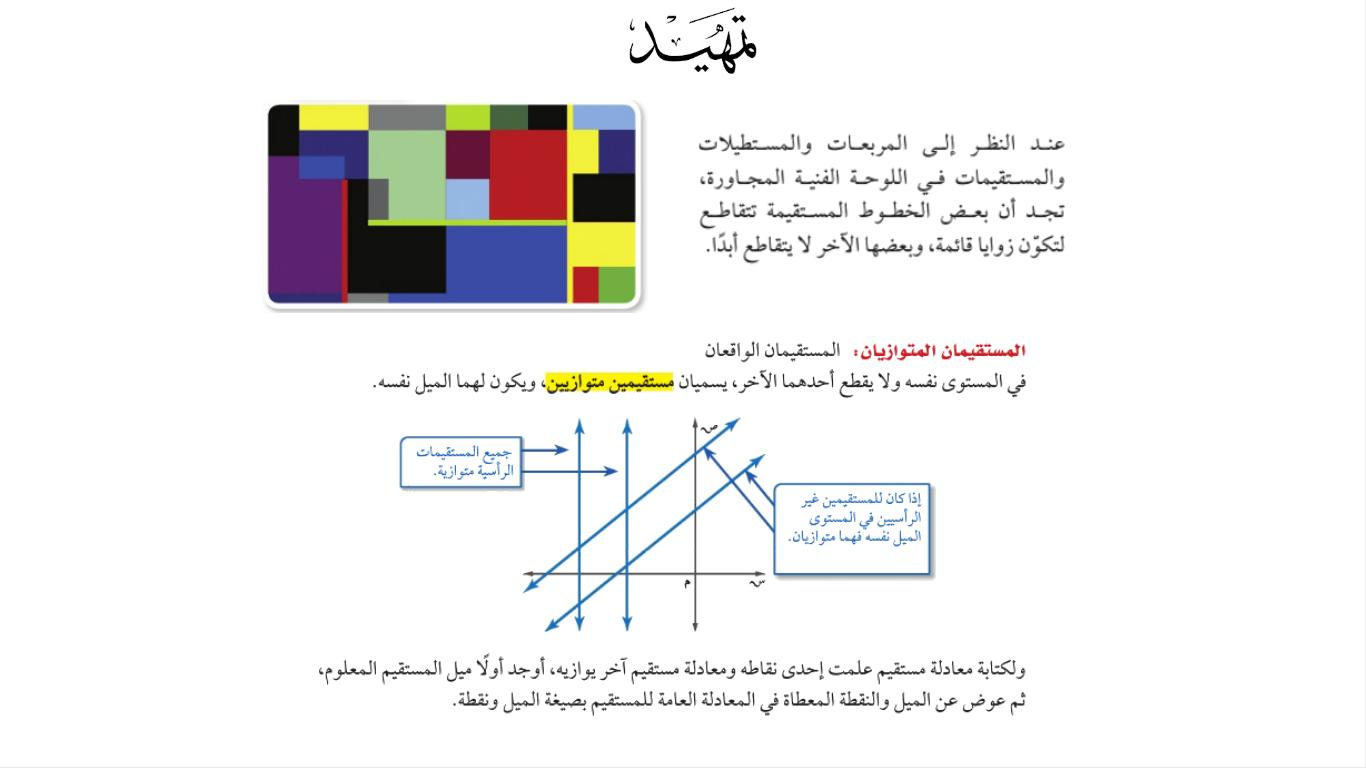 تمهيد
عند النظر إلى المربعات والمستطيلات
والمستقيمات في اللوحة الفنية المجاورة،
تجد أن بعض الخطوط المستقيمة تتقاطع
لتكوّن زوايا قائمة، وبعضها الآخر لا يتقاطع أبدًا.
المستقيمان المتوازيان: المستقيمان الواقعان
في المستوى نفسه ولا يقطع أحدهما الآخر، يسميان مستقيمين متوازيين، ويكون لهما الميل نفسه.
ص
جميع المستقيمات
الرأسية متوازية.
إذا كان للمستقيمين غير
الرأسيين في المستوى
الميل نفسه فهما متوازيان.
س
م
ولكتابة معادلة مستقيم علمت إحدى نقاطه ومعادلة مستقيم آخر يوازيه، أوجد أولًا ميل المستقيم المعلوم،
ثم عوض عن الميل والنقطة المعطاة في المعادلة العامة للمستقيم بصيغة الميل ونقطة.